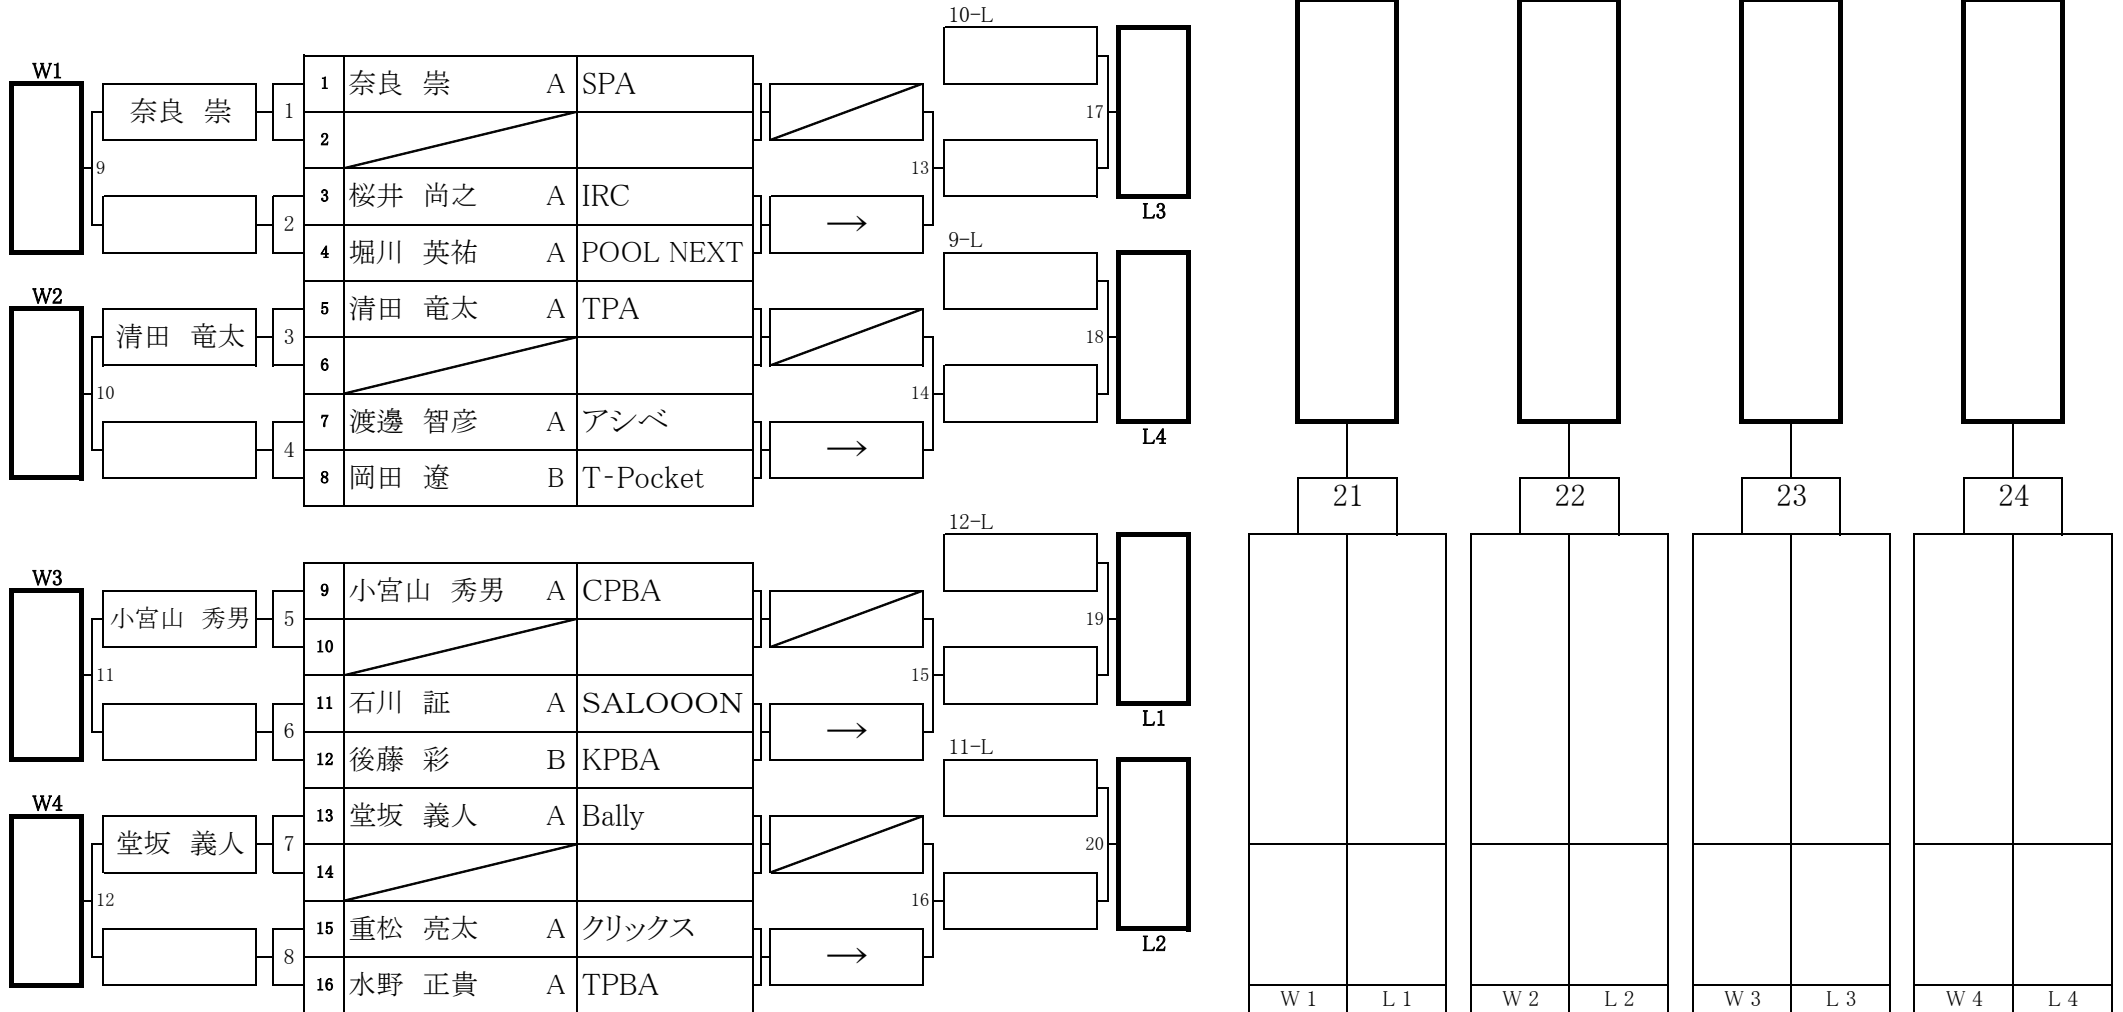 10-L
W1
1 奈良 崇 A SPA
奈良 崇 1
17
2
9 13
3 桜井 尚之 A IRC
L3
2 →
9-L
4 堀川 英祐 A POOL NEXT
W2
5 清田 竜太 A TPA
清田 竜太 3
18
6
10 14
7 渡邊 智彦 A アシベ
L4
4 →
8 岡田 遼 B T-Pocket
21 22 23 24
12-L
W3
9 小宮山 秀男 A CPBA
小宮山 秀男 5
19
10
11 15
11 石川 証 A SALOOON
L1
6 →
11-L
12 後藤 彩 B KPBA
W4
13 堂坂 義人 A Bally
堂坂 義人 7
20
14
12 16
15 重松 亮太 A クリックス
L2
8 →
16 水野 正貴 A TPBA
W 1 L 1 W 2 L 2 W 3 L 3 W 4 L 4